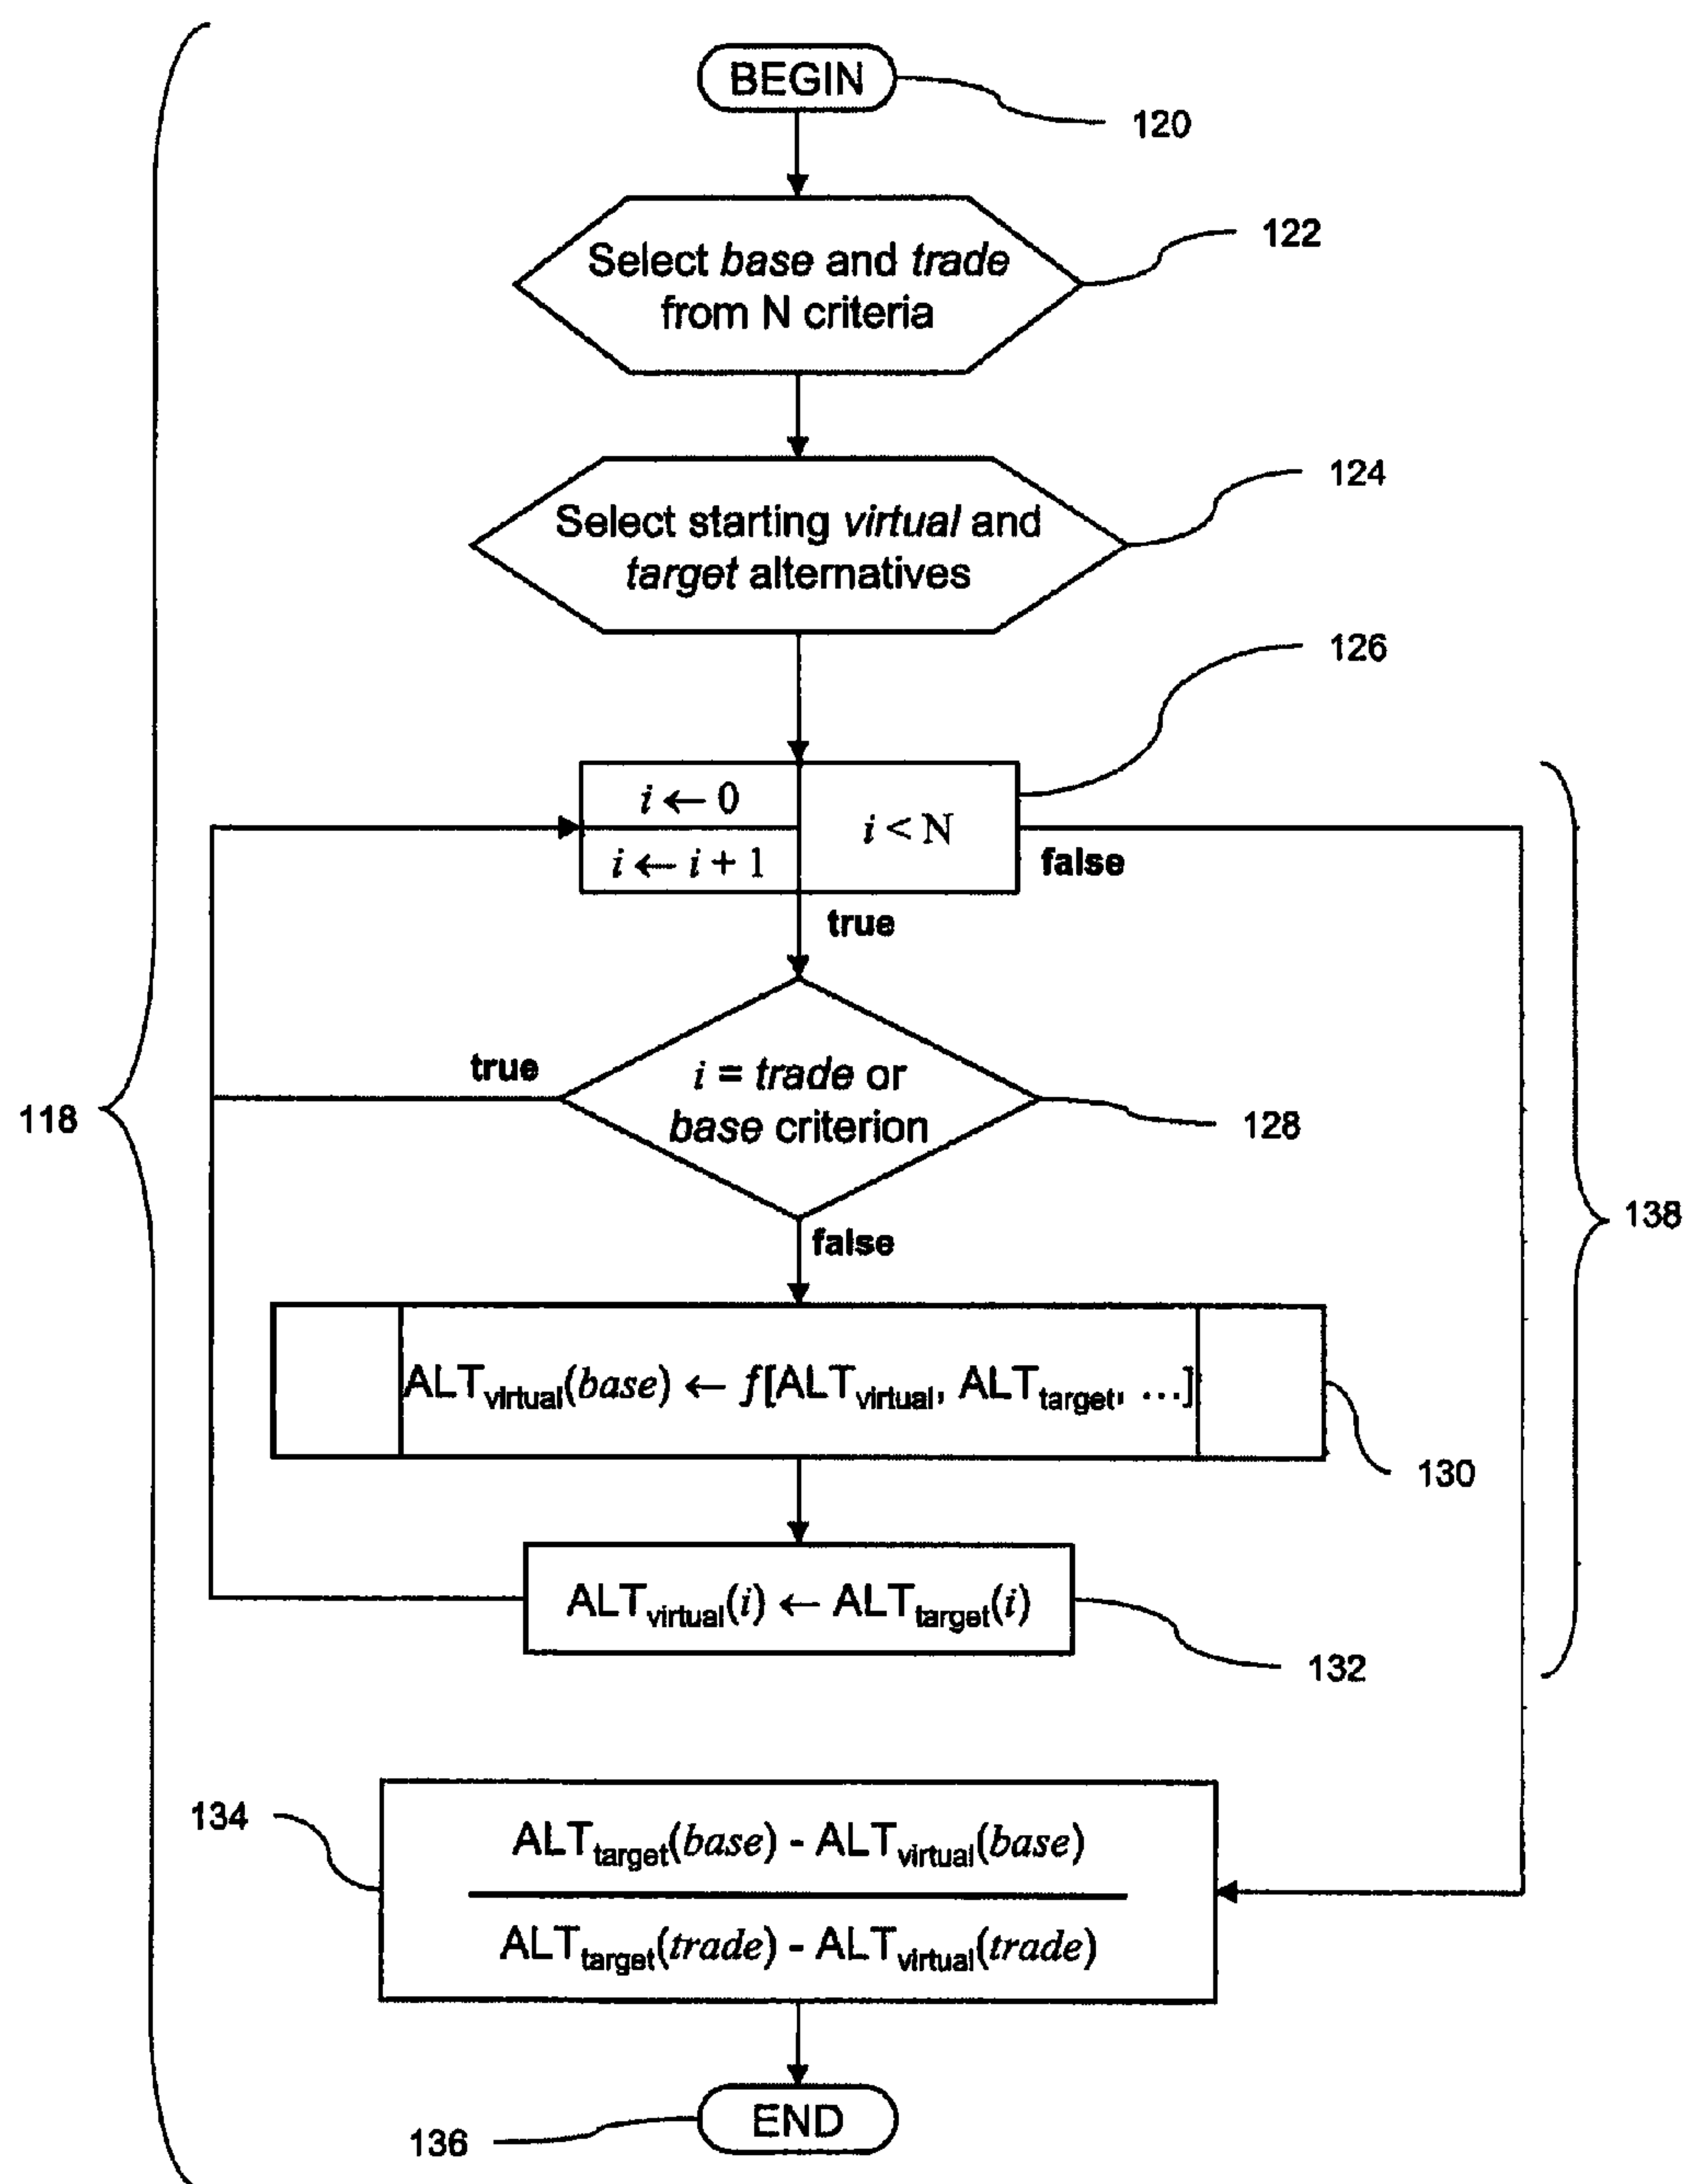 BEGIN
120
Select base and trade
from N criteria
122
Select starting virtual and
target alternatives
124
126
i ← 0
i ← i + 1
i < N
false
true
i = trade or
base criterion
true
128
false
118
138
ALTvirtual(base) ← f[ALTvirtual, ALTtarget, ...]
130
ALTvirtual(i) ← ALTtarget(i)
132
134
ALTtarget(base) - ALTvirtual(base)
ALTtarget(trade) - ALTvirtual(trade)
END
136